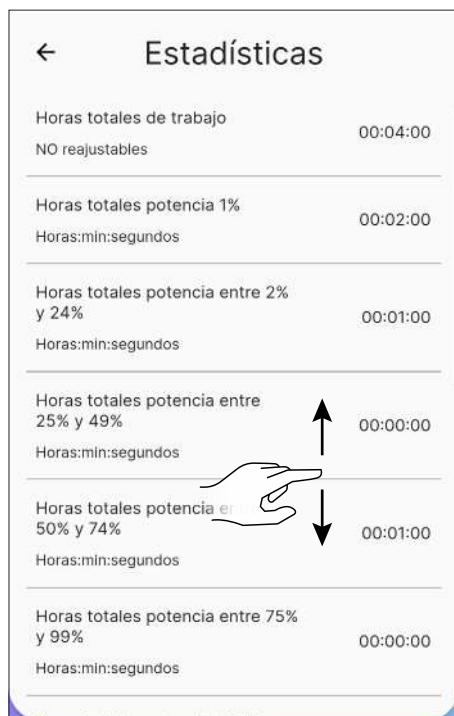 Estadísticas
Horas totales de trabajo
00:04:00
NO reajustables
Horas totales potencia 1%
00:02:00
Horas:min:segundos
Horas totales potencia entre 2%
y 24%
00:01:00
Horas:min:segundos
Horas totales potencia entre
25% y 49%
00:00:00
Horas:min:segundos
Horas totales potencia
50% y 74%
00:01:00
Horas:min:segundos
Horas totales potencia entre 75%
y 99%
00:00:00
Horas:min:segundos